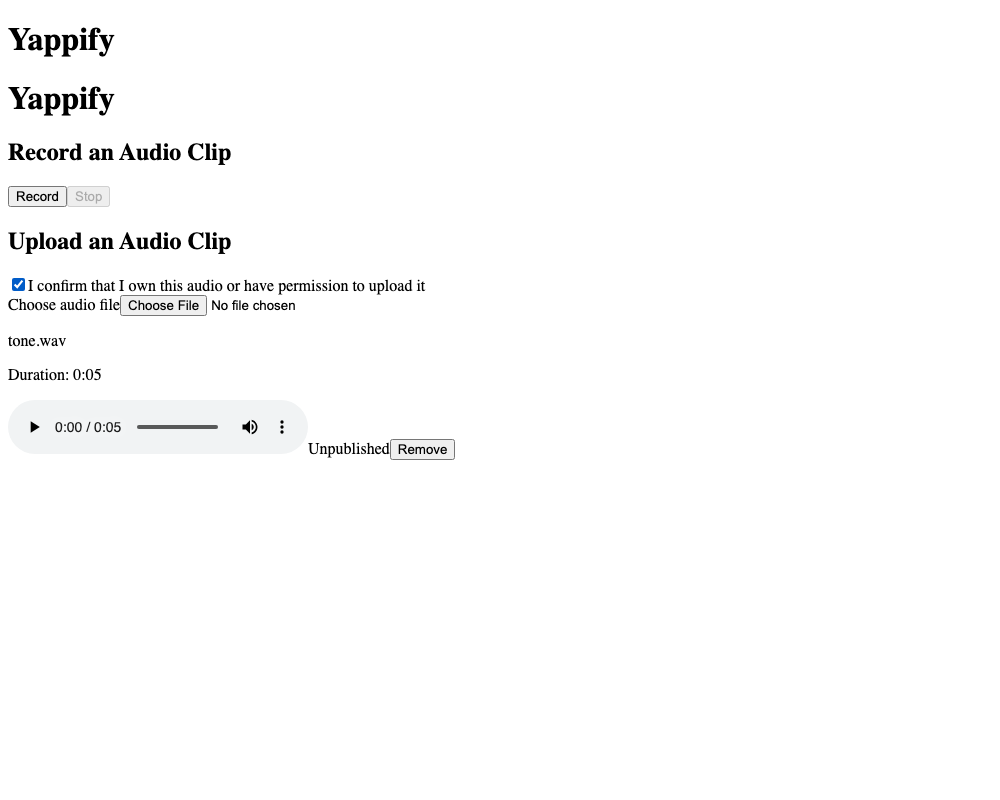 Yappify
Yappify
Record an Audio Clip
Record Stop
Upload an Audio Clip
I confirm that I own this audio or have permission to upload it
Choose audio file Choose File No file chosen
tone.wav
Duration: 0:05
0:00 / 0:05
Unpublished Remove